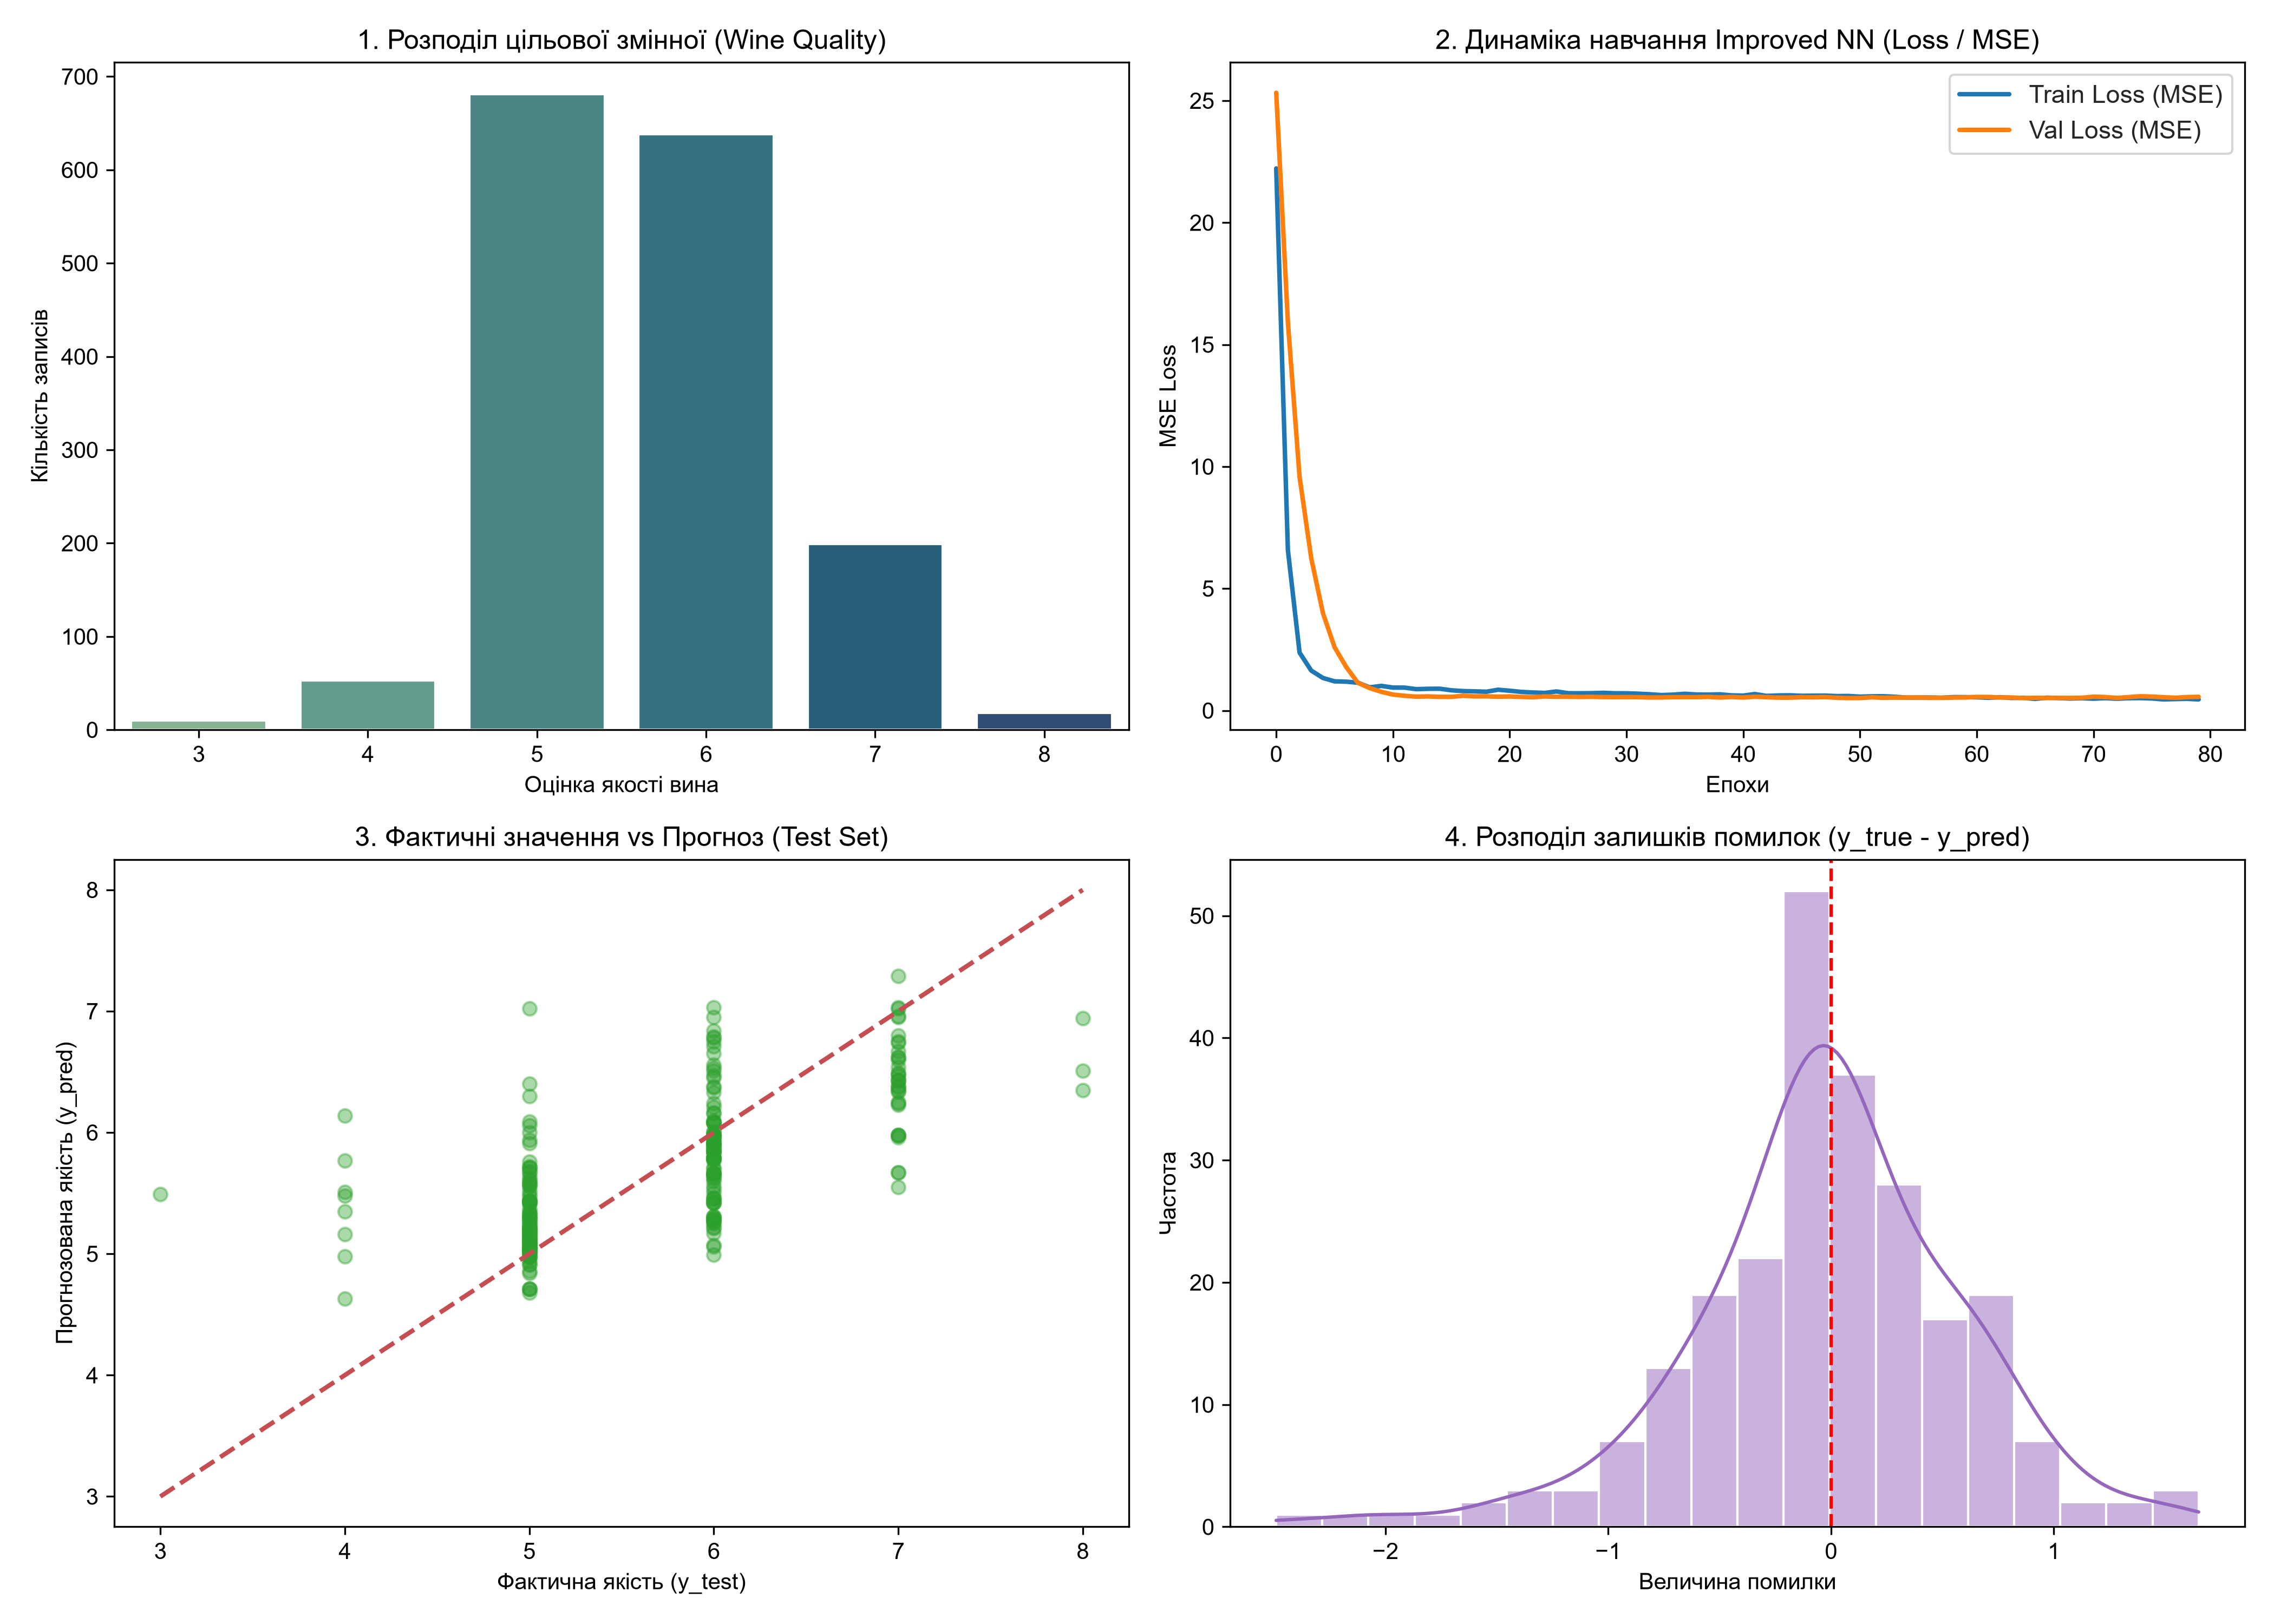 1. Розподіл цільової змінної (Wine Quality)
Кількість записів
700
600
500
400
300
200
100
0
3 4 5 6 7 8
Оцінка якості вина
2. Динаміка навчання Improved NN (Loss / MSE)
Train Loss (MSE)
Val Loss (MSE)
MSE Loss
25
20
15
10
5
0
0 10 20 30 40 50 60 70 80
Епохи
3. Фактичні значення vs Прогноз (Test Set)
Прогнозована якість (y_pred)
8
7
6
5
4
3
3 4 5 6 7 8
Фактична якість (y_test)
4. Розподіл залишків помилок (y_true - y_pred)
Частота
50
40
30
20
10
0
−2 −1 0 1
Величина помилки